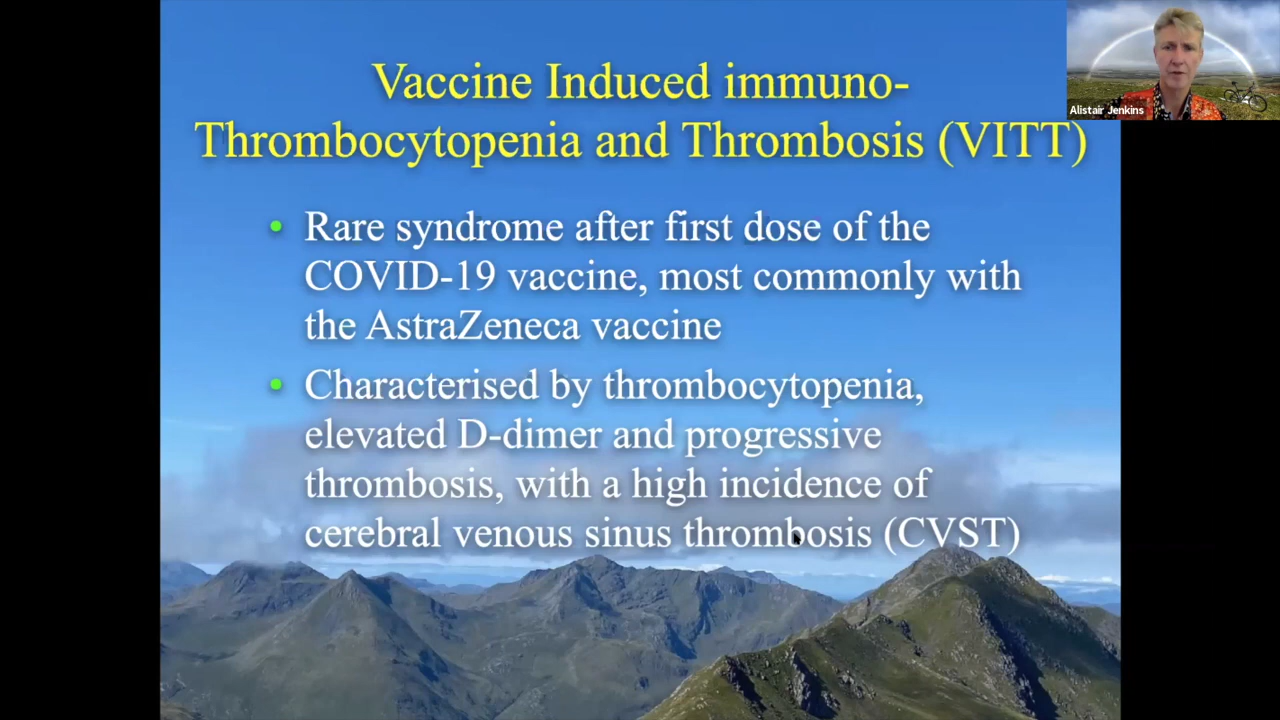 Vaccine Induced immuno-
Thrombocytopenia and Thrombosis (VITT)
• Rare syndrome after first dose of the
COVID-19 vaccine, most commonly with
the AstraZeneca vaccine
• Characterised by thrombocytopenia,
elevated D-dimer and progressive
thrombosis, with a high incidence of
cerebral venous sinus thrombosis (CVST)
Alistair Jenkins